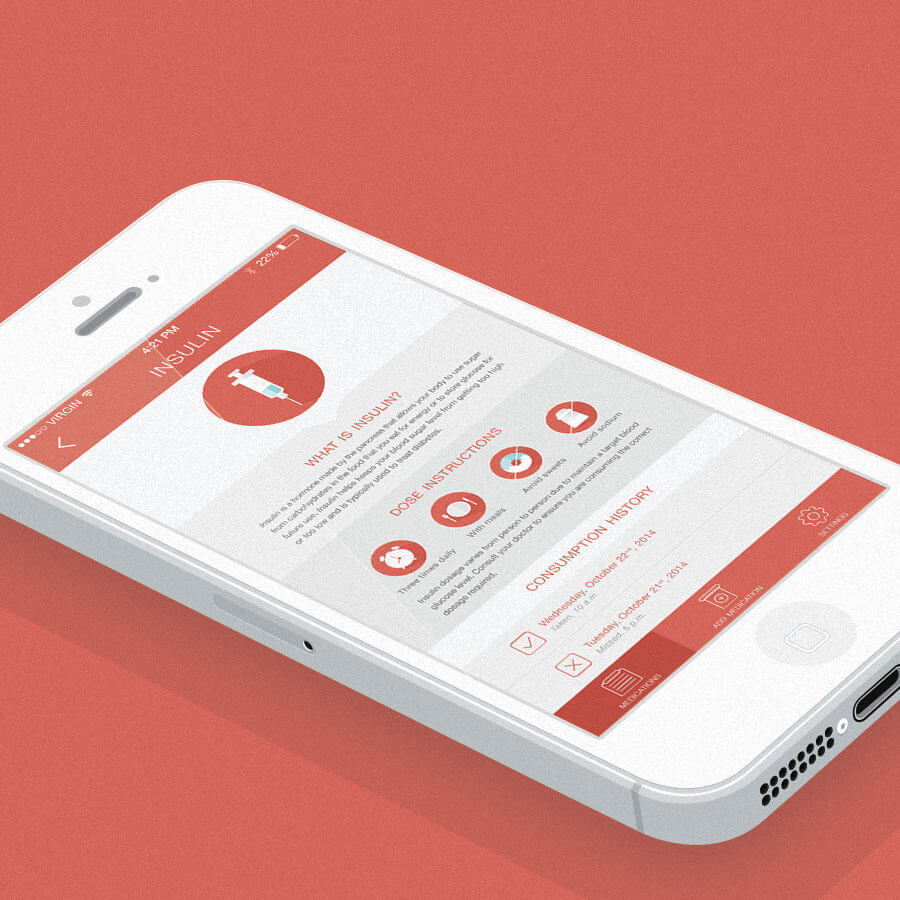 VIRGIN 4:21 PM 22%
INSULIN
WHAT IS INSULIN?
Insulin is a hormone made by the pancreas that allows your body to use sugar
from carbohydrates in the food that you eat for energy or to store glucose for
future use. Insulin helps keeps your blood sugar level from getting too high
or too low and is typically used to treat diabetes.
DOSE INSTRUCTIONS
Three times daily With meals Avoid sweets Avoid sodium
Insulin dosage varies from person to person due to maintain a target blood
glucose level. Consult your doctor to ensure you are consuming the correct
dosage required.
CONSUMPTION HISTORY
Wednesday, October 22nd, 2014
Taken, 10 a.m.
Tuesday, October 21st, 2014
Missed, 5 p.m.
MEDICATIONS ADD MEDICATION SETTINGS